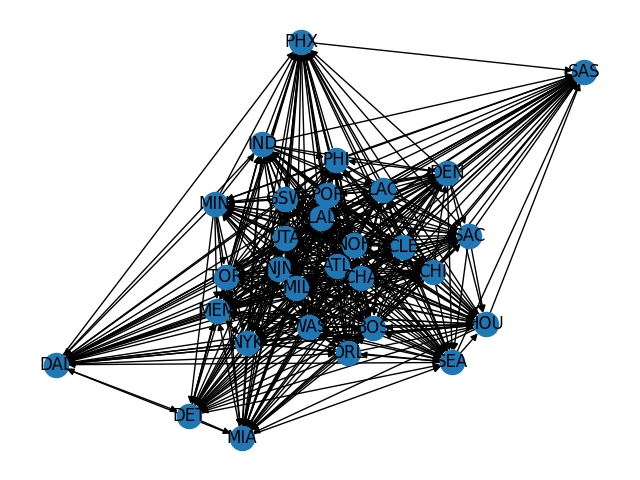 PHX
SAS
IND
PHI
DEN
MIN
GSW
POR
LAC
LAL
UTA
SAC
CLE
TOR
NJN
ATL
CHA
CHI
MIL
MEM
WAS
BOS
HOU
NYK
ORL
SEA
DAL
DET
MIA